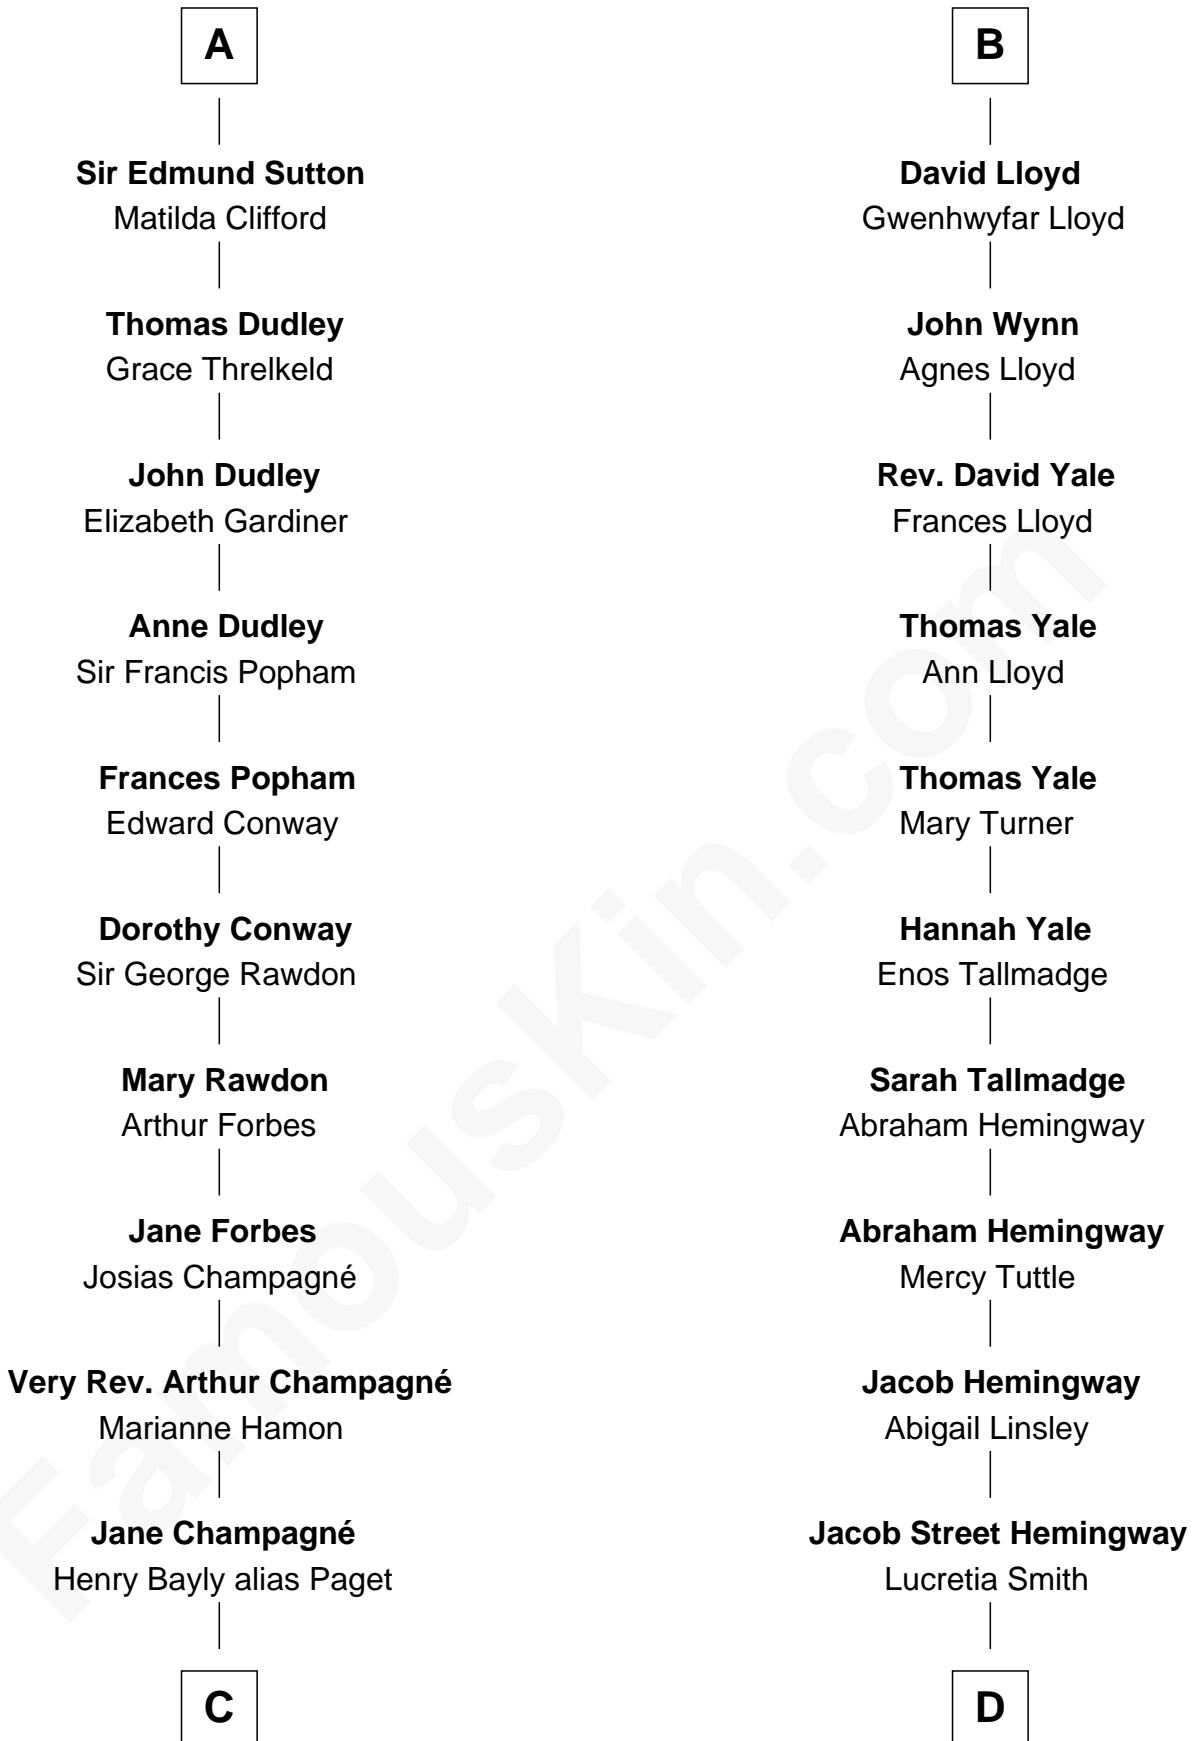 A
Sir Edmund Sutton
Matilda Clifford
Thomas Dudley
Grace Threlkeld
John Dudley
Elizabeth Gardiner
Anne Dudley
Sir Francis Popham
Frances Popham
Edward Conway
Dorothy Conway
Sir George Rawdon
Mary Rawdon
Arthur Forbes
Jane Forbes
Josias Champagné
Very Rev. Arthur Champagné
Marianne Hamon
Jane Champagné
Henry Bayly alias Paget
C
B
David Lloyd
Gwenhwyfar Lloyd
John Wynn
Agnes Lloyd
Rev. David Yale
Frances Lloyd
Thomas Yale
Ann Lloyd
Thomas Yale
Mary Turner
Hannah Yale
Enos Tallmadge
Sarah Tallmadge
Abraham Hemingway
Abraham Hemingway
Mercy Tuttle
Jacob Hemingway
Abigail Linsley
Jacob Street Hemingway
Lucretia Smith
D
FamousKin.com